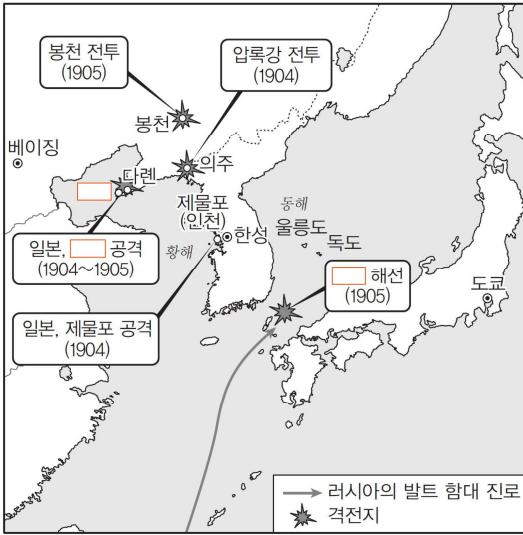 봉천 전투
(1905)
압록강 전투
(1904)
봉천
베이징
의주
다롄
제물포
(인천)
한성
동해
울릉도
독도
황해
일본, 공격
(1904~1905)
해선
(1905)
도쿄
일본, 제물포 공격
(1904)
러시아의 발트 함대 진로
격전지